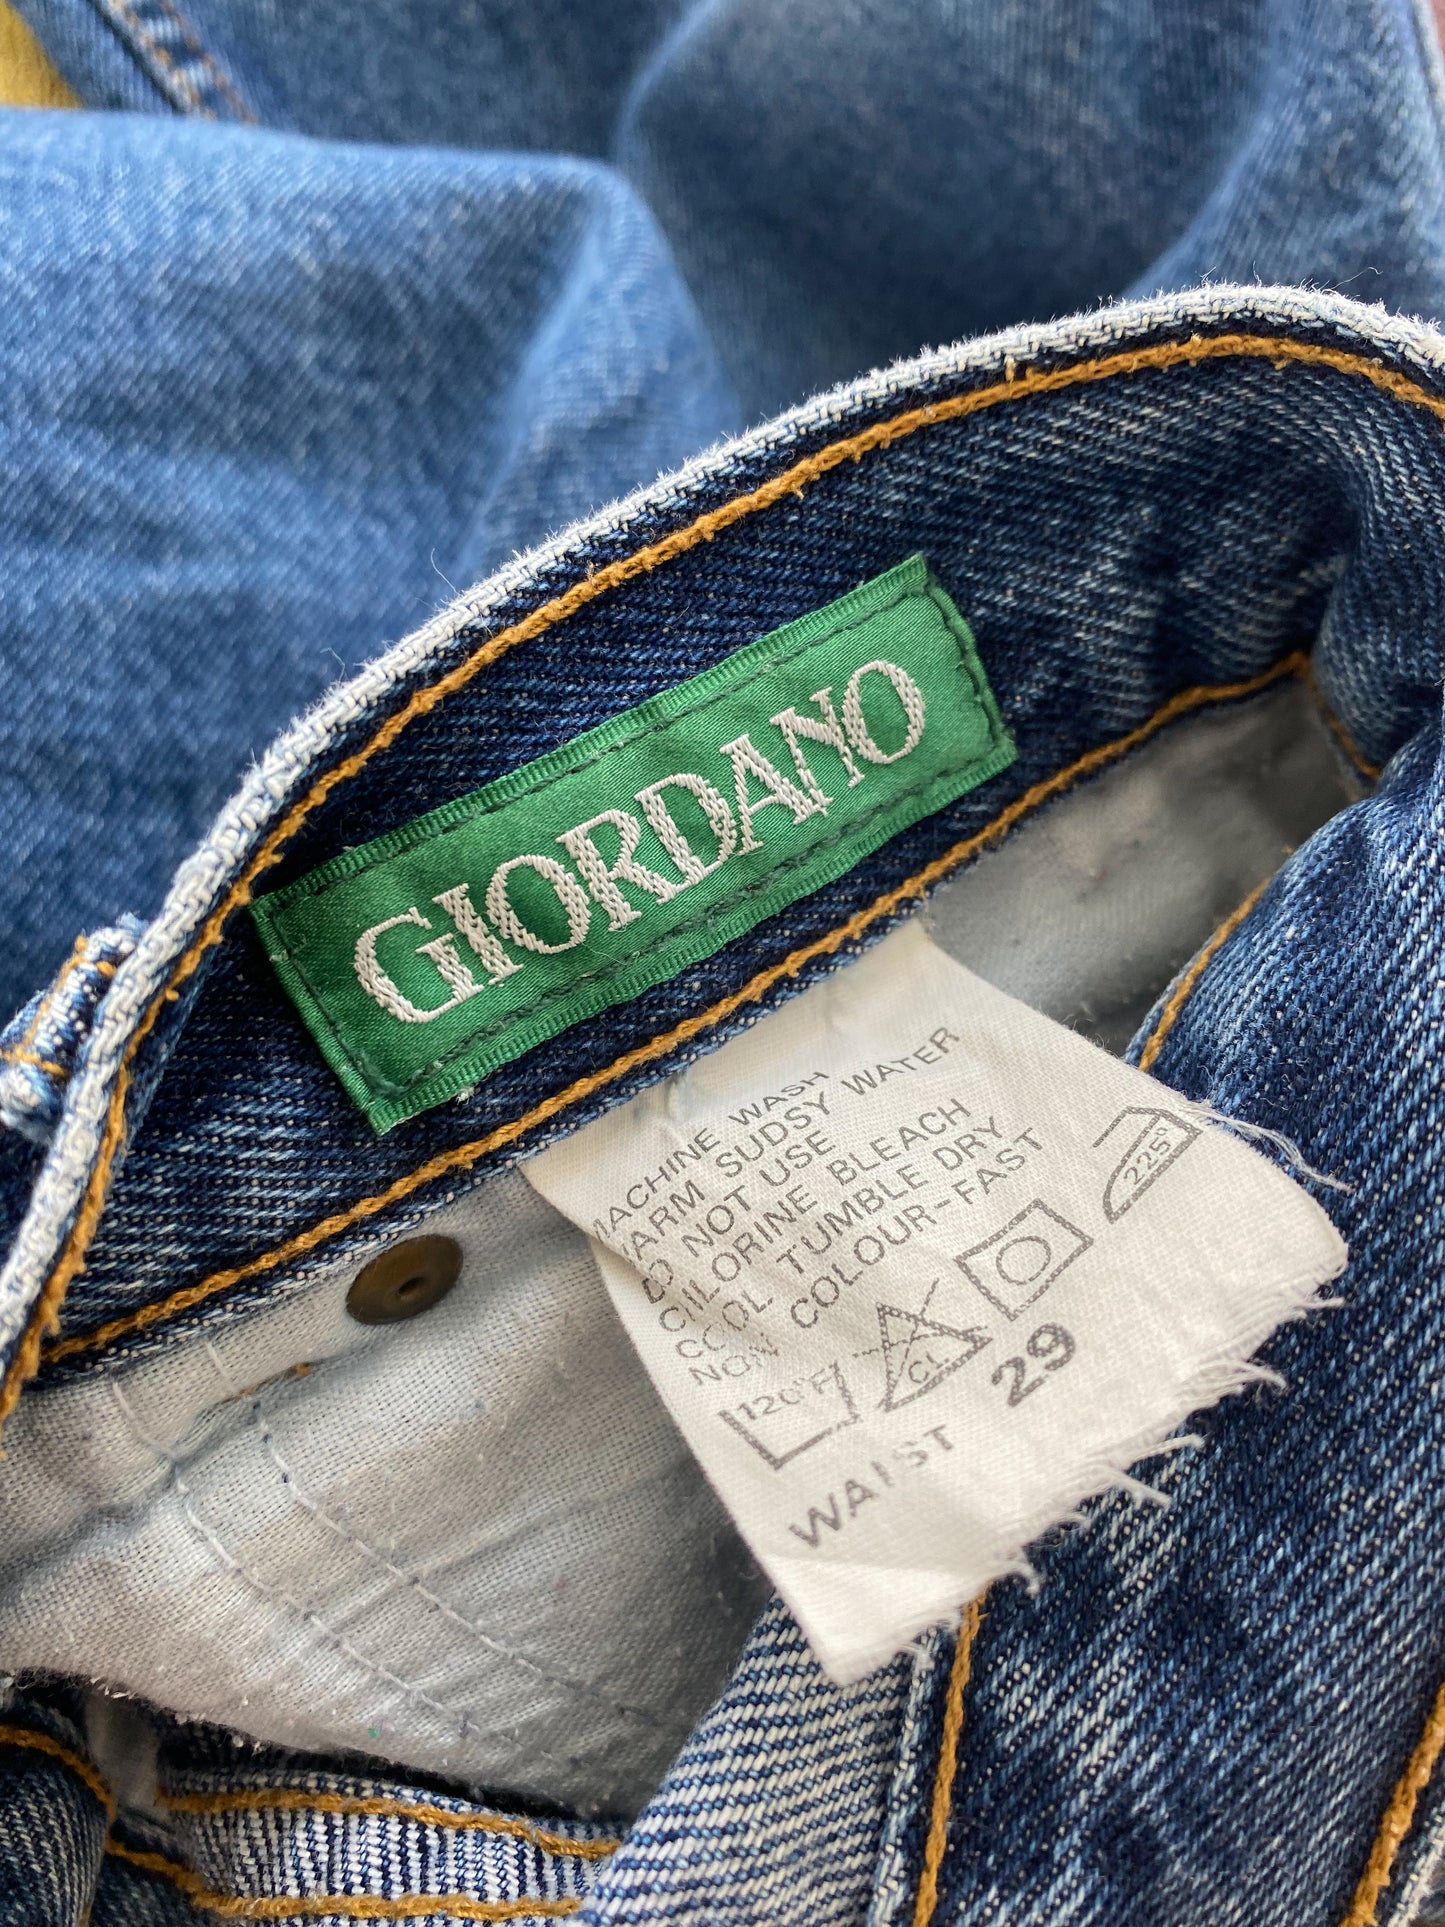 GIORDANO
MACHINE WASH
WARM SUDSY WATER
DO NOT USE
CHLORINE BLEACH
COOL TUMBLE DRY
NON COLOUR-FAST
120°F CL 225°
WAIST 29